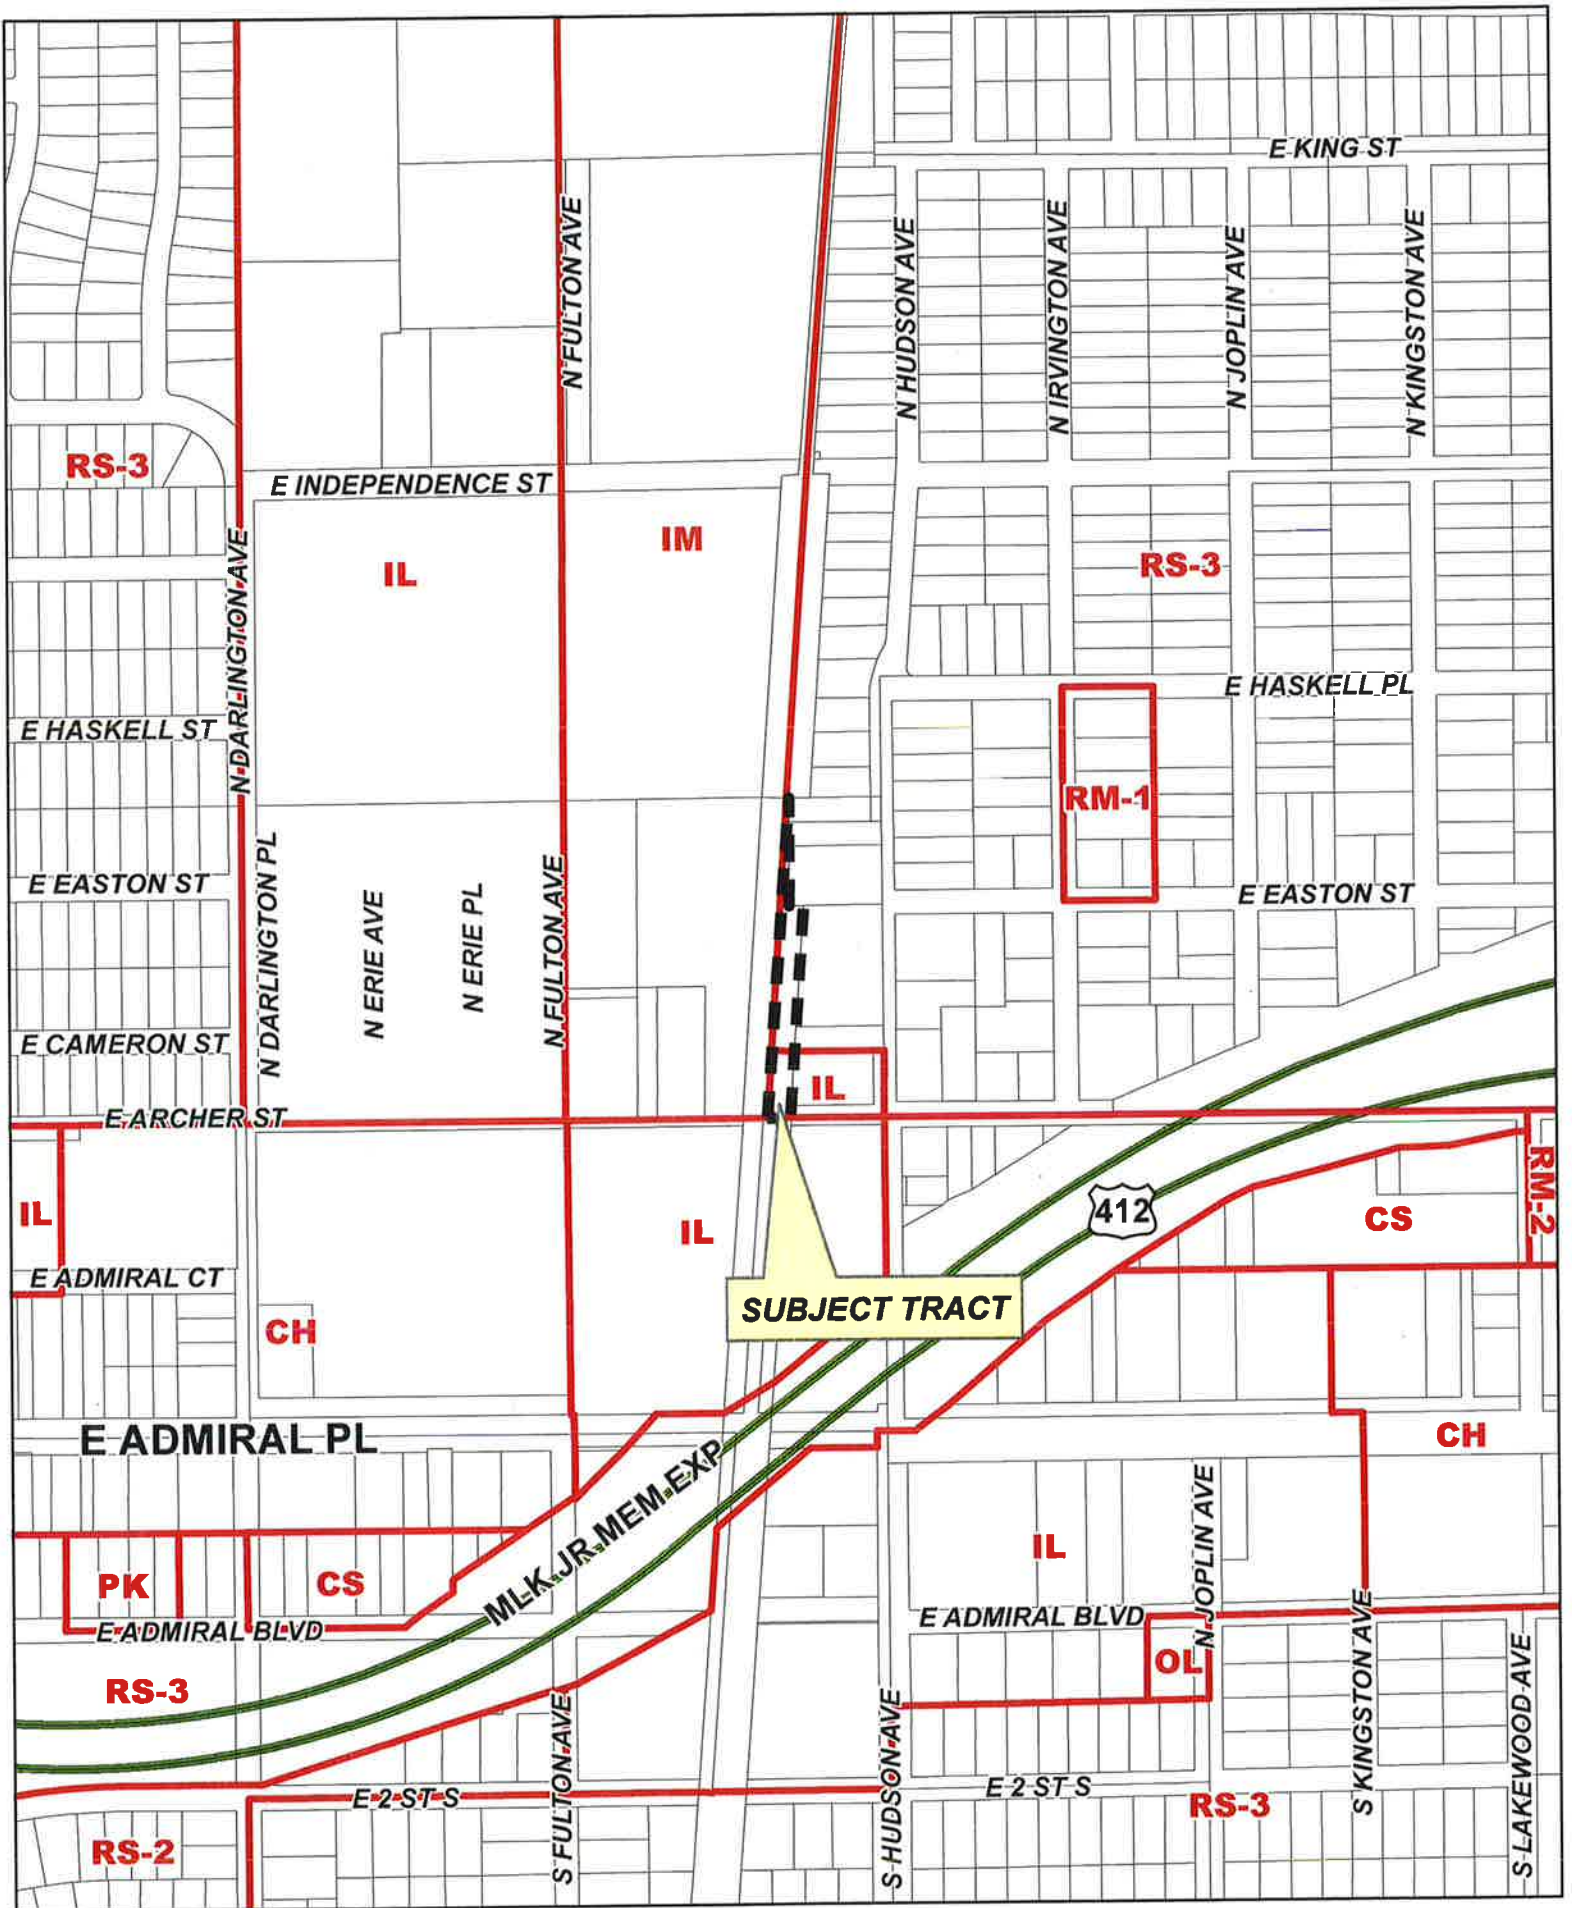 E KING ST
N FULTON AVE
N HUDSON AVE
N IRVINGTON AVE
N JOPLIN AVE
N KINGSTON AVE
RS-3
E INDEPENDENCE ST
IL
IM
RS-3
N DARLINGTON AVE
E HASKELL PL
E HASKELL ST
RM-1
E EASTON ST
E EASTON ST
N DARLINGTON PL
N ERIE AVE
N ERIE PL
N FULTON AVE
E CAMERON ST
IL
E ARCHER ST
IL
IL
412
CS
RM-2
E ADMIRAL CT
SUBJECT TRACT
CH
E ADMIRAL PL
CH
MLK JR MEM EXP
N JOPLIN AVE
IL
PK
CS
E ADMIRAL BLVD
E ADMIRAL BLVD
OL
RS-3
S FULTON AVE
S HUDSON AVE
S KINGSTON AVE
S LAKEWOOD AVE
E 2 ST S
E 2 ST S
RS-3
RS-2